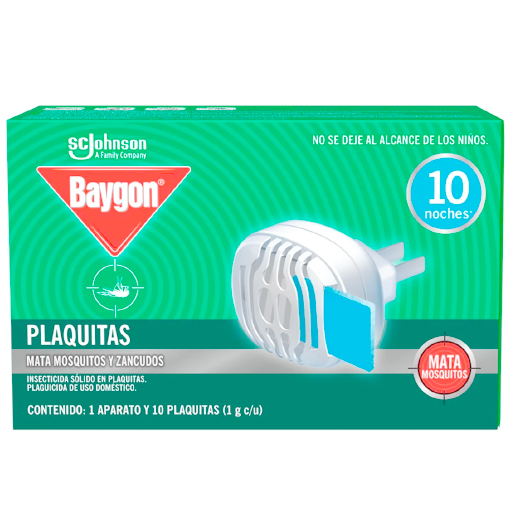 scJohnson
A Family Company
NO SE DEJE AL ALCANCE DE LOS NIÑOS.
Baygon®
10
noches*
PLAQUITAS
MATA MOSQUITOS Y ZANCUDOS
INSECTICIDA SÓLIDO EN PLAQUITAS.
PLAGUICIDA DE USO DOMÉSTICO.
CONTENIDO: 1 APARATO Y 10 PLAQUITAS (1 g c/u)
MATA
MOSQUITOS